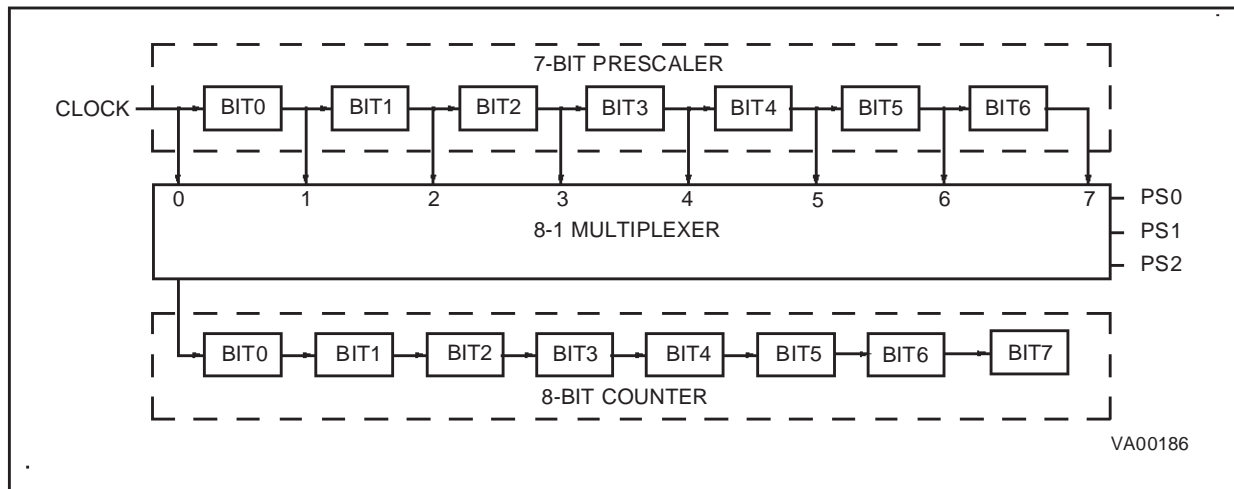 7-BIT PRESCALER
CLOCK BIT0 BIT1 BIT2 BIT3 BIT4 BIT5 BIT6
0 1 2 3 4 5 6 7
PS0
8-1 MULTIPLEXER
PS1
PS2
BIT0 BIT1 BIT2 BIT3 BIT4 BIT5 BIT6 BIT7
8-BIT COUNTER
VA00186